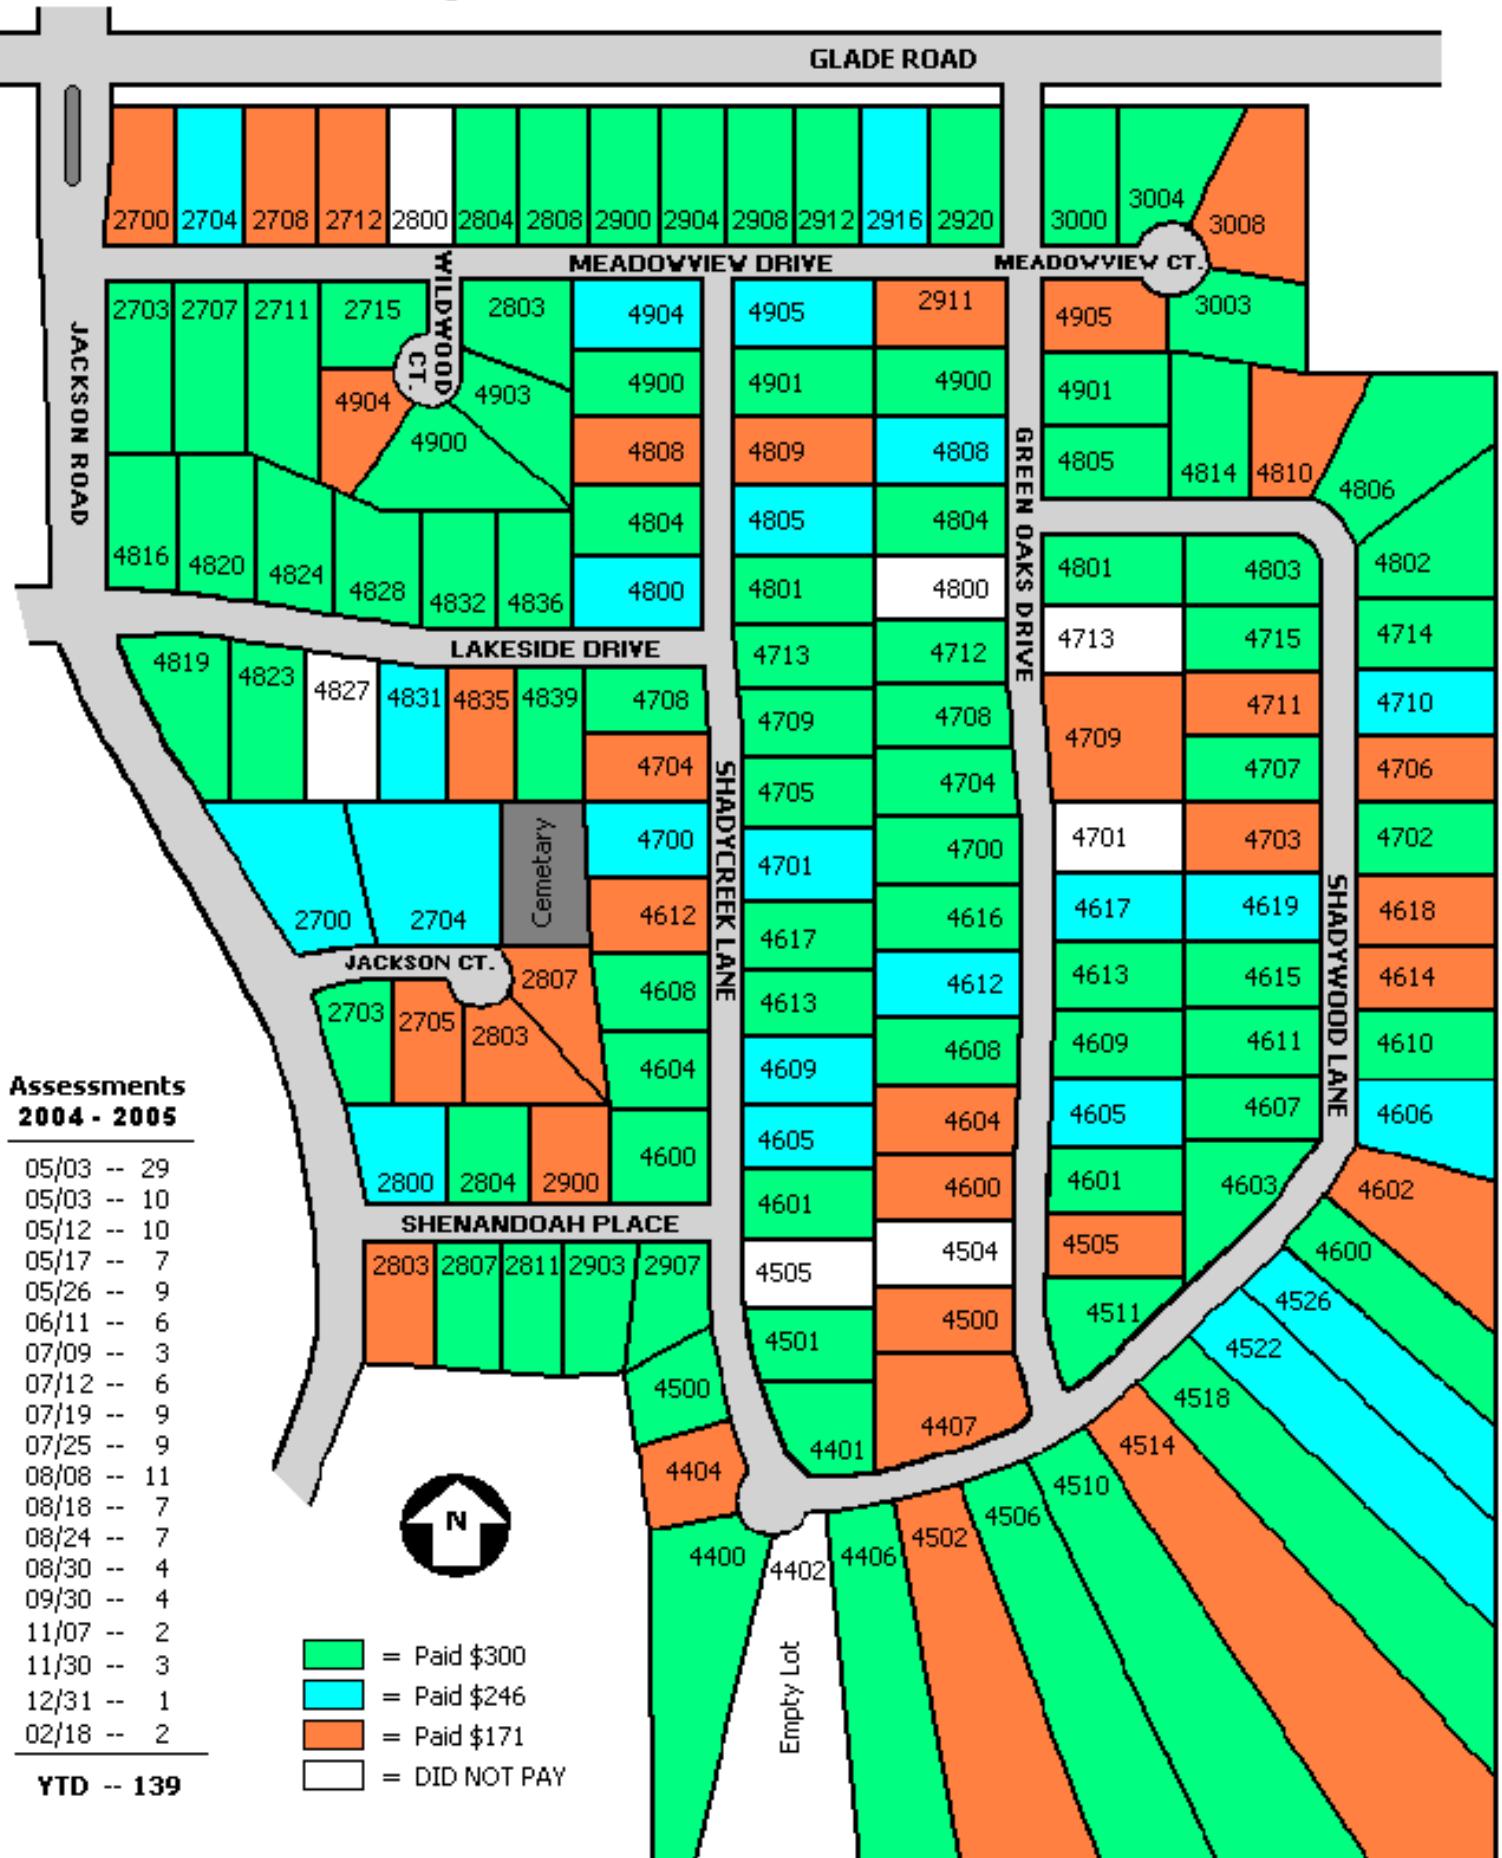 GLADE ROAD
2700 2704 2708 2712 2800 2804 2808 2900 2904 2908 2912 2916 2920 3000 3004 3008
MEADOWVIEW DRIVE
MEADOWVIEW CT.
WILDWOOD CT.
JACKSON ROAD
2703 2707 2711 2715 2803 4904 4905 2911 4905 3003
4904 4903 4900 4901 4900 4901
4900 4808 4809 4808 4805 4814 4810 4806
GREEN OAKS DRIVE
4816 4820 4824 4828 4832 4836 4804 4805 4804 4801 4803 4802
4800 4801 4800
LAKESIDE DRIVE
4819 4823 4827 4831 4835 4839 4708 4713 4712 4713 4715 4714
4704 4709 4708 4709 4711 4710
SHADYCREEK LANE
4705 4704 4707 4706
2700 2704 Cemetary 4700 4701 4700 4701 4703 4702
4612 4617 4616 4617 4619 4618
SHADYWOOD LANE
JACKSON CT.
2703 2705 2803 2807 4608 4613 4612 4613 4615 4614
4604 4609 4608 4609 4611 4610
2800 2804 2900 4600 4605 4604 4605 4607 4606
4601 4600 4601 4603 4602
SHENANDOAH PLACE
2803 2807 2811 2903 2907 4505 4504 4505 4600
4501 4500 4511 4526
4500 4522
4401 4407 4518
4404 4514
4400 4402 4406 4502 4506 4510
Empty Lot
Assessments
2004 - 2005
05/03 -- 29
05/03 -- 10
05/12 -- 10
05/17 -- 7
05/26 -- 9
06/11 -- 6
07/09 -- 3
07/12 -- 6
07/19 -- 9
07/25 -- 9
08/08 -- 11
08/18 -- 7
08/24 -- 7
08/30 -- 4
09/30 -- 4
11/07 -- 2
11/30 -- 3
12/31 -- 1
02/18 -- 2
YTD -- 139
N
= Paid $300
= Paid $246
= Paid $171
= DID NOT PAY